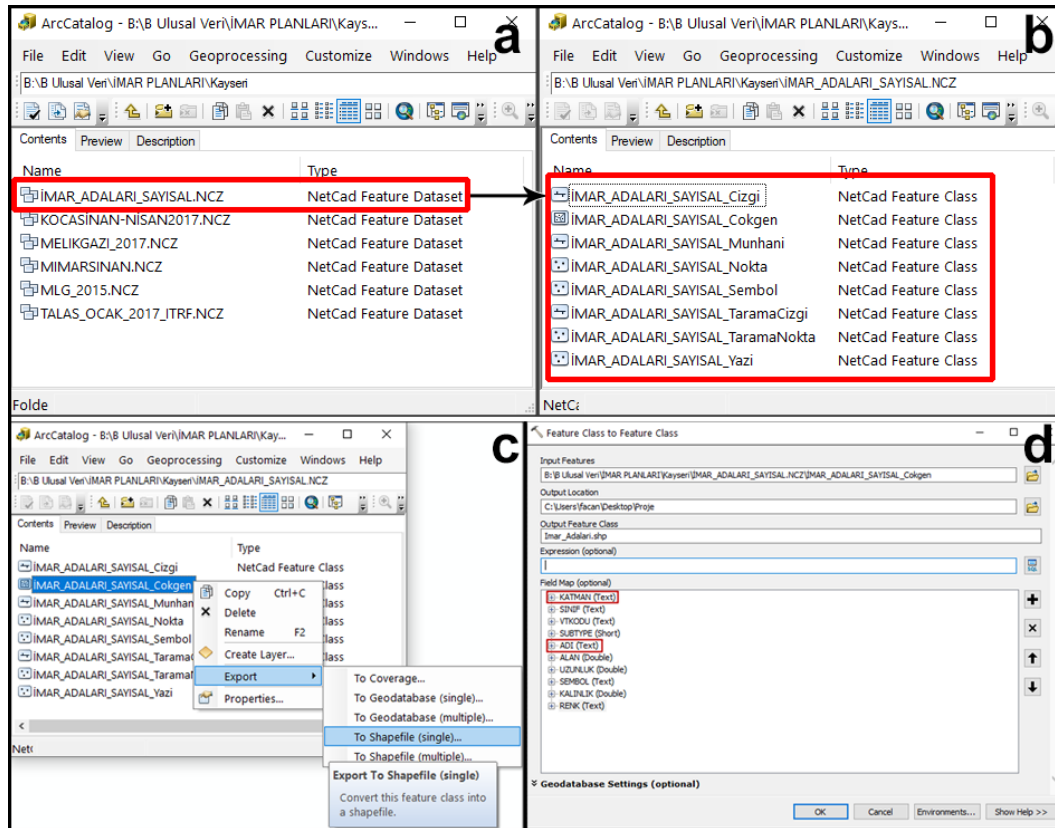 ArcCatalog - B:\B Ulusal Veri\İMAR PLANLARI\Kays...
a
File Edit View Go Geoprocessing Customize Windows Help
B:\B Ulusal Veri\İMAR PLANLARI\Kayseri
Contents Preview Description
Name Type
İMAR_ADALARI_SAYISAL.NCZ NetCad Feature Dataset
KOCASİNAN-NİSAN2017.NCZ NetCad Feature Dataset
MELIKGAZI_2017.NCZ NetCad Feature Dataset
MIMARSINAN.NCZ NetCad Feature Dataset
MLG_2015.NCZ NetCad Feature Dataset
TALAS_OCAK_2017_ITRF.NCZ NetCad Feature Dataset
Folde
ArcCatalog - B:\B Ulusal Veri\İMAR PLANLARI\Kays...
b
File Edit View Go Geoprocessing Customize Windows Help
B:\B Ulusal Veri\İMAR PLANLARI\Kayseri\İMAR_ADALARI_SAYISAL.NCZ
Contents Preview Description
Name Type
İMAR_ADALARI_SAYISAL_Cizgi NetCad Feature Class
İMAR_ADALARI_SAYISAL_Cokgen NetCad Feature Class
İMAR_ADALARI_SAYISAL_Munhani NetCad Feature Class
İMAR_ADALARI_SAYISAL_Nokta NetCad Feature Class
İMAR_ADALARI_SAYISAL_Sembol NetCad Feature Class
İMAR_ADALARI_SAYISAL_TaramaCizgi NetCad Feature Class
İMAR_ADALARI_SAYISAL_TaramaNokta NetCad Feature Class
İMAR_ADALARI_SAYISAL_Yazi NetCad Feature Class
NetCa
ArcCatalog - B:\B Ulusal Veri\İMAR PLANLARI\Kay...
c
File Edit View Go Geoprocessing Customize Windows Help
B:\B Ulusal Veri\İMAR PLANLARI\Kayseri\İMAR_ADALARI_SAYISAL.NCZ
Contents Preview Description
Name Type
İMAR_ADALARI_SAYISAL_Cizgi NetCad Feature Class
İMAR_ADALARI_SAYISAL_Cokgen lass
İMAR_ADALARI_SAYISAL_Munhan lass
İMAR_ADALARI_SAYISAL_Nokta lass
İMAR_ADALARI_SAYISAL_Sembol lass
İMAR_ADALARI_SAYISAL_Tarama lass
İMAR_ADALARI_SAYISAL_Tarama
İMAR_ADALARI_SAYISAL_Yazi
Copy Ctrl+C
Delete
Rename F2
Create Layer...
Export
Properties...
To Coverage...
To Geodatabase (single)...
To Geodatabase (multiple)...
To Shapefile (single)...
To Shapefile (multiple)...
Export To Shapefile (single)
Convert this feature class into
a shapefile.
Feature Class to Feature Class
d
Input Features
B:\B Ulusal Veri\İMAR PLANLARI\Kayseri\İMAR_ADALARI_SAYISAL.NCZ\İMAR_ADALARI_SAYISAL_Cokgen
Output Location
C:\Users\facan\Desktop\Proje
Output Feature Class
Imar_Adalari.shp
Expression (optional)
Field Map (optional)
KATMAN (Text)
SINIF (Text)
VTKODU (Text)
SUBTYPE (Short)
ADI (Text)
ALAN (Double)
UZUNLUK (Double)
SEMBOL (Text)
KALINLIK (Double)
RENK (Text)
Geodatabase Settings (optional)
OK Cancel Environments... Show Help >>